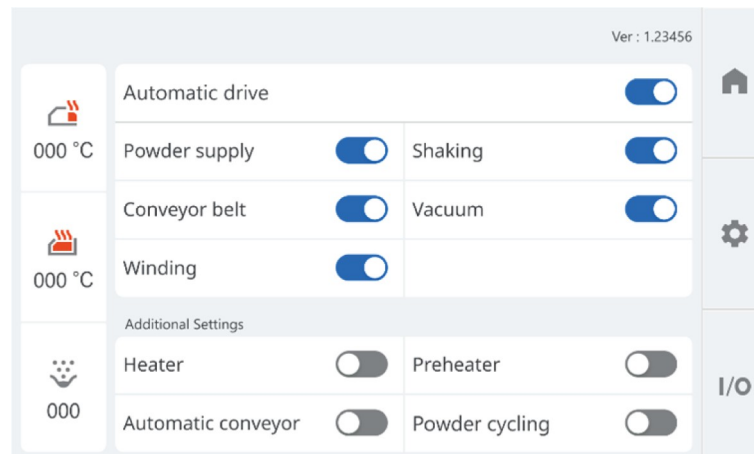 Ver : 1.23456
Automatic drive
000 °C
Powder supply
Shaking
Conveyor belt
Vacuum
000 °C
Winding
Additional Settings
Heater
Preheater
000
Automatic conveyor
Powder cycling
I/O